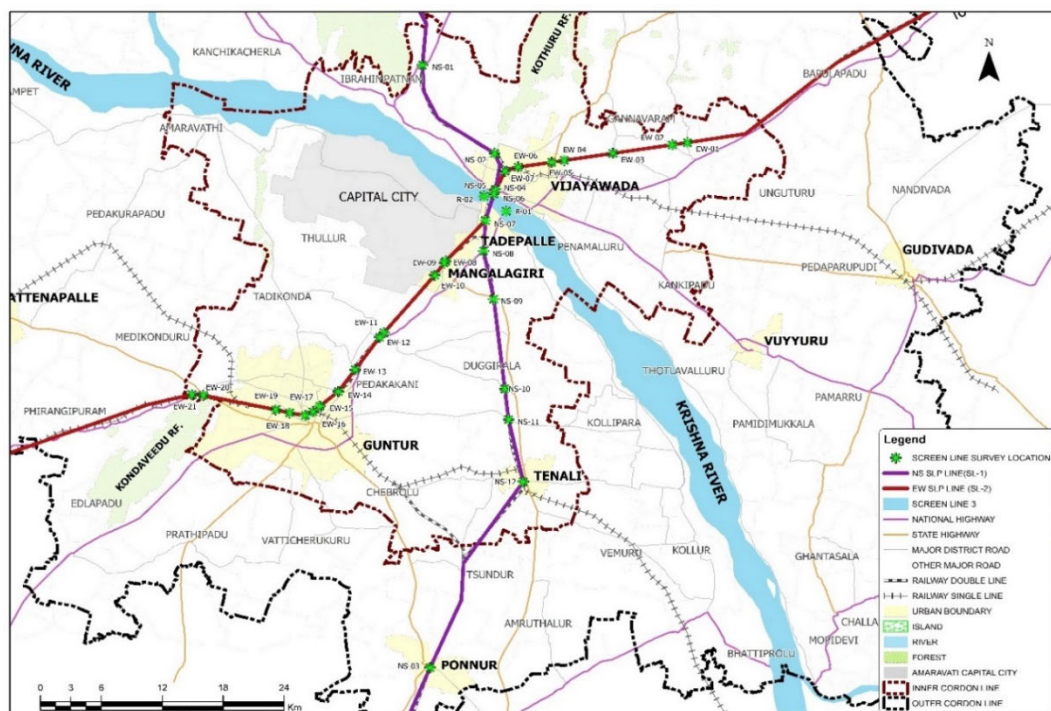 KANCHIKACHERLA
IBRAHIMPATNAM
KOTHURU RF.
N
NS-01
BAPULAPADU
KRISHNA RIVER
AMARAVATHI
GANNAVARAM
EW 02
EW-01
EW 04
EW-03
NS-02
EW-06
EW-05
EW-07
VIJAYAWADA
UNGUTURU
NANDIVADA
NS-05
NS-04
R-02
NS-06
R-01
CAPITAL CITY
PEDAKURAPADU
THULLUR
NS-07
TADEPALLE
PENAMALURU
GUDIVADA
NS-08
PEDAPARUPUDI
EW-09
EW-08
MANGALAGIRI
EW-10
KANKIPADU
ATTENAPALLE
TADIKONDA
NS-09
MEDIKONDURU
EW-11
EW-12
VUYYURU
DUGGIRALA
THOTLAVALLURU
EW-13
PEDAKAKANI
NS-10
EW-20
EW-14
PAMARRU
EW-21
EW-19
EW-17
EW-15
PHIRANGIPURAM
EW-18
EW-16
NS-11
KOLLIPARA
PAMIDIMUKKALA
KONDAVEEDU RF.
GUNTUR
KRISHNA RIVER
TENALI
NS-12
CHEBROLU
EDLAPADU
PRATHIPADU
VATTICHERUKURU
VEMURU
KOLLUR
GHANTASALA
TSUNDUR
AMRUTHALUR
CHALLA
MOPIDEVI
BHATTIPROLU
NS-03
PONNUR
0 3 6 12 18 24
Km
Legend
SCREEN LINE SURVEY LOCATION
NS SLP LINE(SL-1)
EW SLP LINE (SL-2)
SCREEN LINE 3
NATIONAL HIGHWAY
STATE HIGHWAY
MAJOR DISTRICT ROAD
OTHER MAJOR ROAD
RAILWAY DOUBLE LINE
RAILWAY SINGLE LINE
URBAN BOUNDARY
ISLAND
RIVER
FOREST
AMARAVATI CAPITAL CITY
INNER CORDON LINE
OUTER CORDON LINE